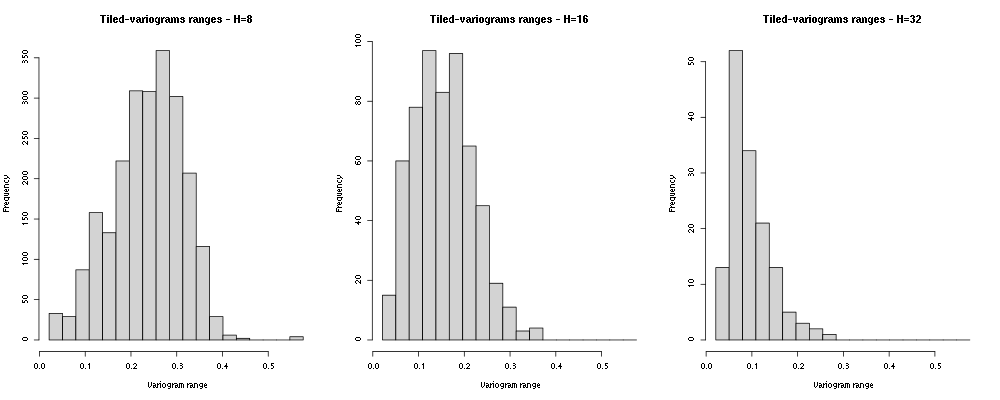 Tiled-variograms ranges - H=8
Tiled-variograms ranges - H=16
Tiled-variograms ranges - H=32
Frequency
0
50
100
150
200
250
300
350
0.0 0.1 0.2 0.3 0.4 0.5
Variogram range
Frequency
0
20
40
60
80
100
0.0 0.1 0.2 0.3 0.4 0.5
Variogram range
Frequency
0
10
20
30
40
50
0.0 0.1 0.2 0.3 0.4 0.5
Variogram range